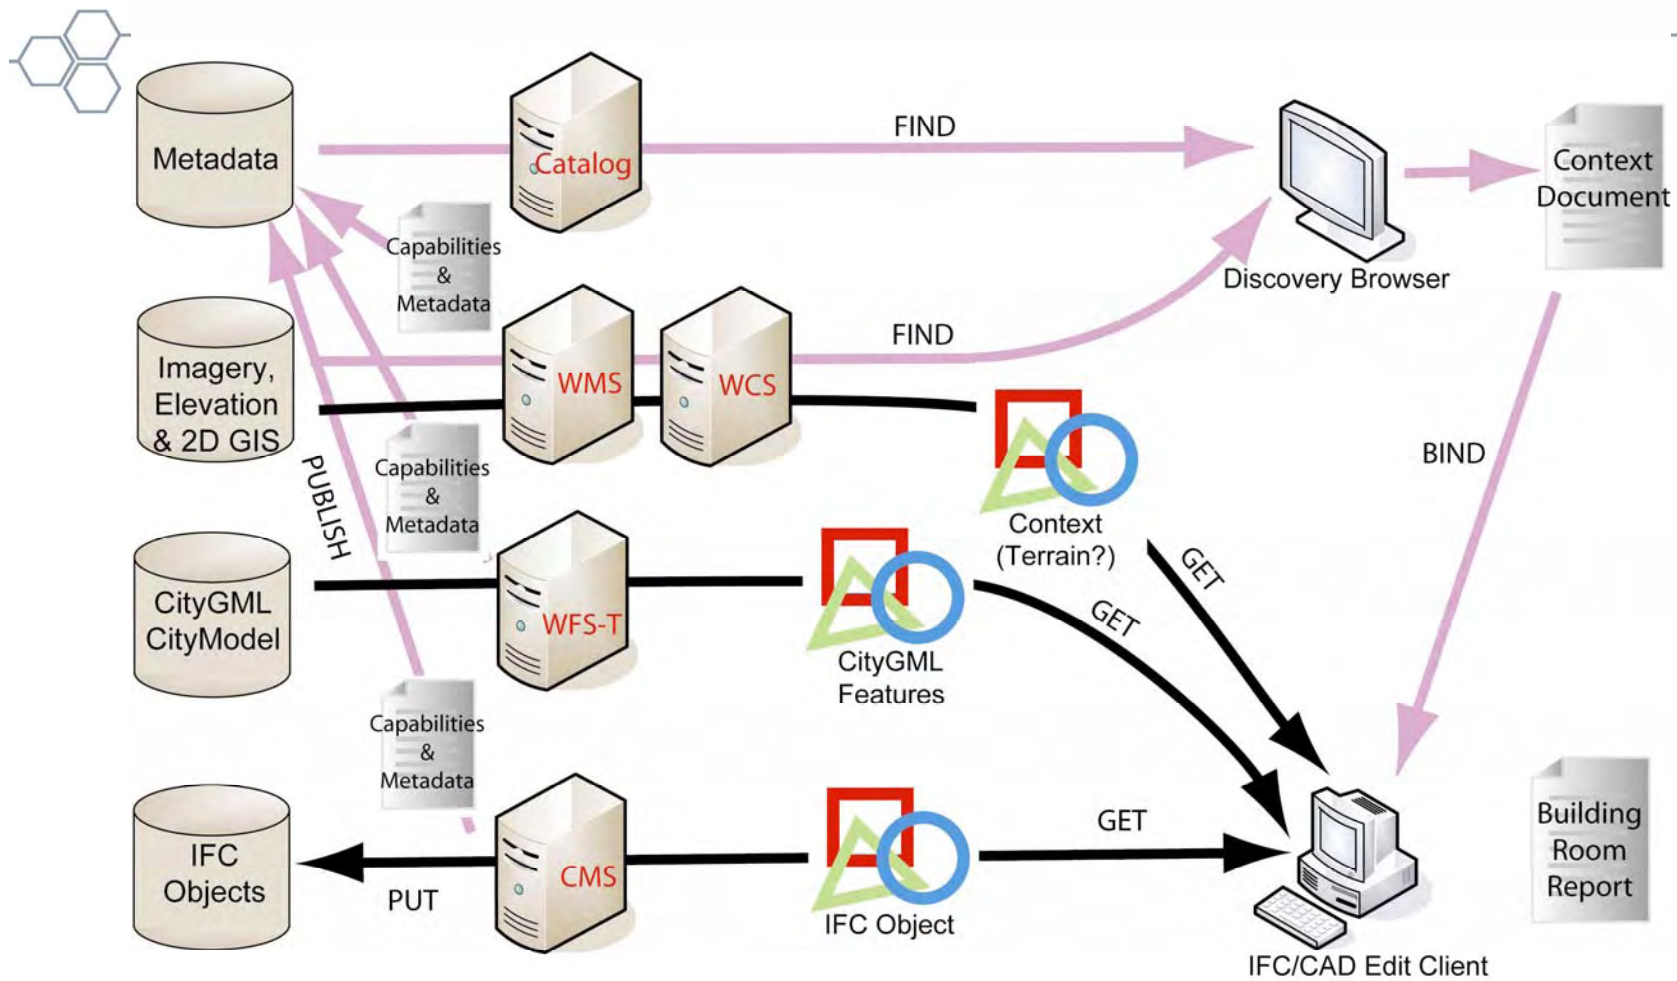 Metadata
Catalog
FIND
Context
Document
Discovery Browser
Capabilities
&
Metadata
Imagery,
Elevation
& 2D GIS
WMS
WCS
FIND
BIND
PUBLISH
Capabilities
&
Metadata
Context
(Terrain?)
GET
CityGML
CityModel
WFS-T
CityGML
Features
GET
Capabilities
&
Metadata
IFC
Objects
PUT
CMS
IFC Object
GET
IFC/CAD Edit Client
Building
Room
Report